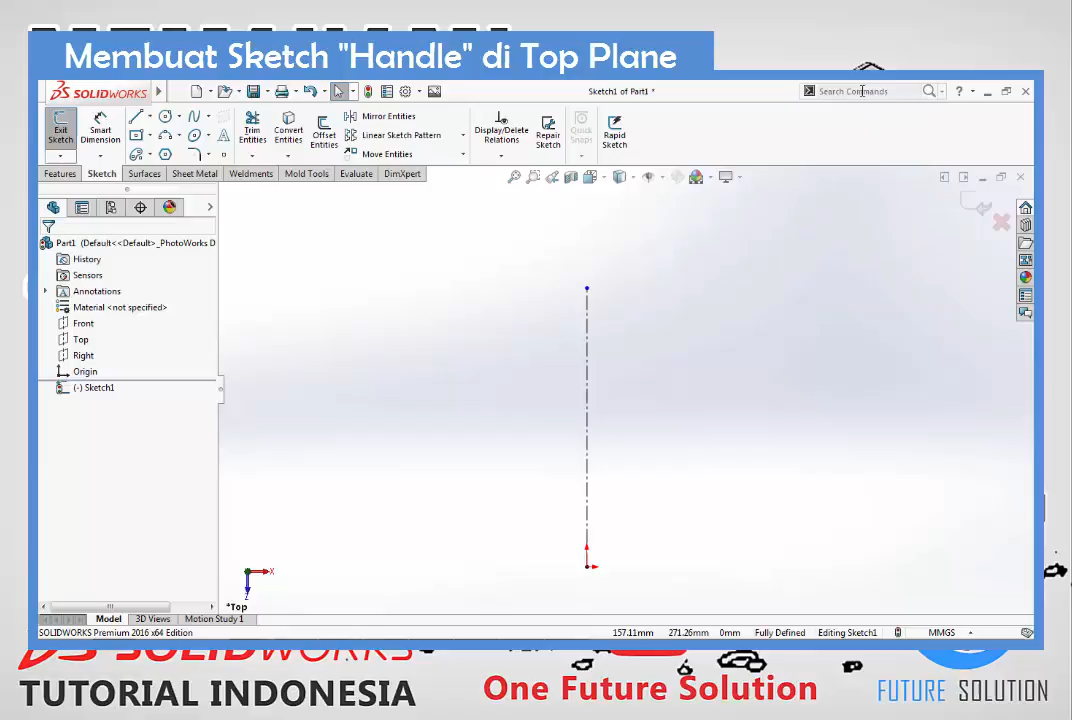 Membuat Sketch "Handle" di Top Plane
SOLIDWORKS
Sketch1 of Part1 *
Search Commands
Exit Sketch
Smart Dimension
Trim Entities
Convert Entities
Offset Entities
Mirror Entities
Linear Sketch Pattern
Move Entities
Display/Delete Relations
Repair Sketch
Quick Snaps
Rapid Sketch
Features Sketch Surfaces Sheet Metal Weldments Mold Tools Evaluate DimXpert
Part1 (Default<<Default>_PhotoWorks D
History
Sensors
Annotations
Material <not specified>
Front
Top
Right
Origin
(-) Sketch1
X
Z
*Top
Model 3D Views Motion Study 1
SOLIDWORKS Premium 2016 x64 Edition 157.11mm 271.26mm 0mm Fully Defined Editing Sketch1 MMGS
SOLIDWORKS
TUTORIAL INDONESIA
One Future Solution
FUTURE SOLUTION